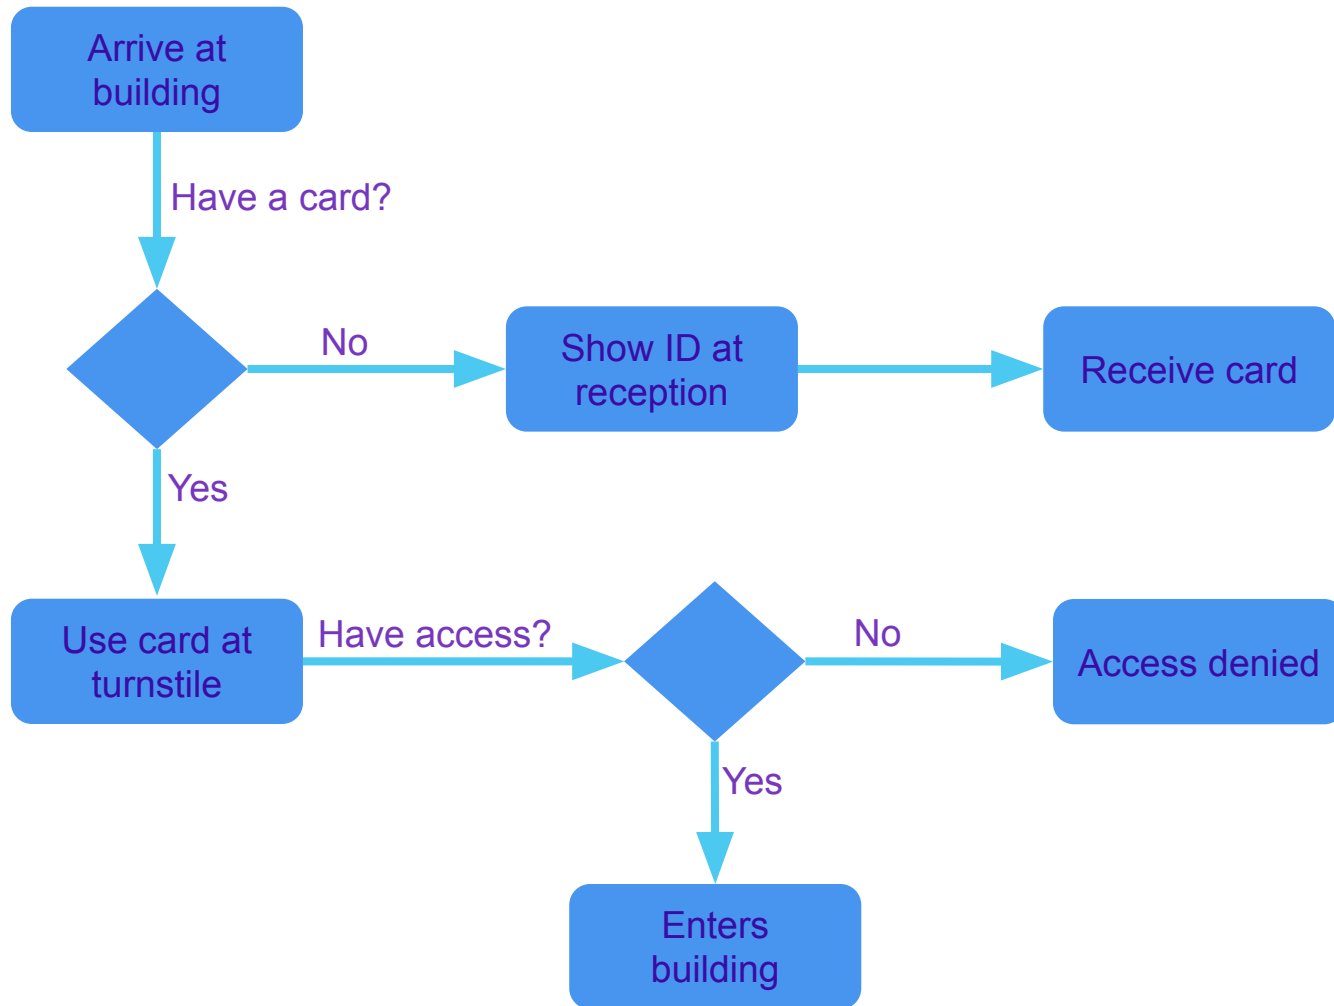 Arrive at
building
Have a card?
No
Show ID at
reception
Receive card
Yes
Use card at
turnstile
Have access?
No
Access denied
Yes
Enters
building